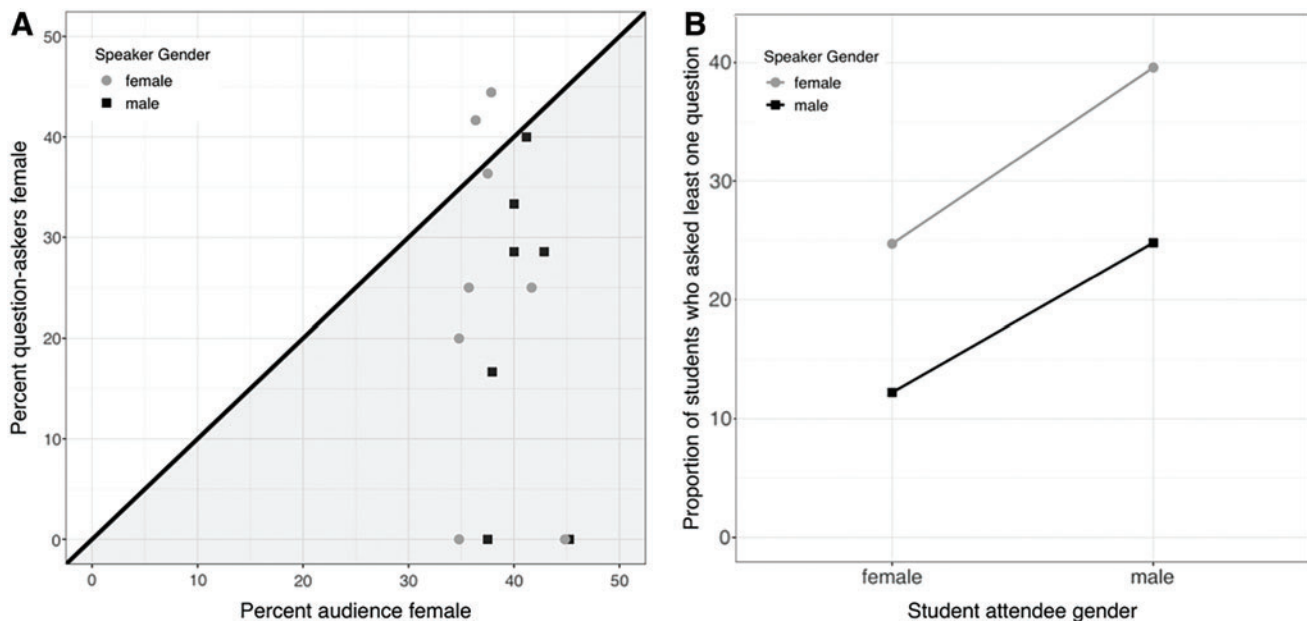 A
Percent question-askers female
50
40
30
20
10
0
Speaker Gender
female
male
0 10 20 30 40 50
Percent audience female
B
Proportion of students who asked least one question
40
30
20
10
0
Speaker Gender
female
male
female male
Student attendee gender